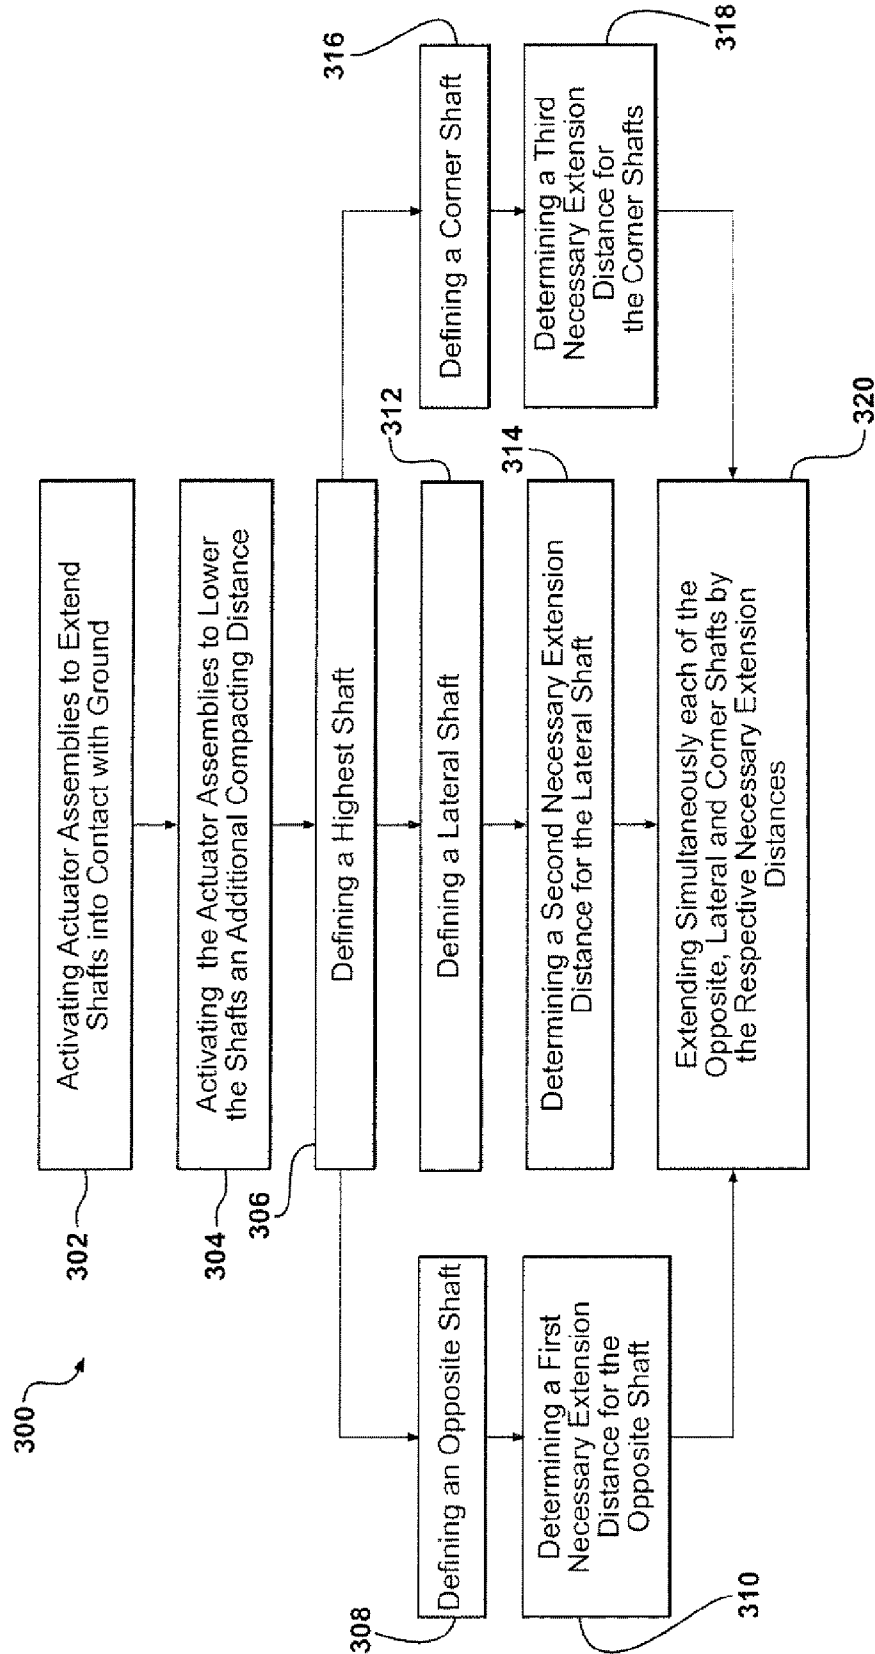 300
302
Activating Actuator Assemblies to Extend
Shafts into Contact with Ground
304
Activating the Actuator Assemblies to Lower
the Shafts an Additional Compacting Distance
306
Defining a Highest Shaft
308
Defining an Opposite Shaft
310
Determining a First
Necessary Extension
Distance for the
Opposite Shaft
312
Defining a Lateral Shaft
314
Determining a Second Necessary Extension
Distance for the Lateral Shaft
316
Defining a Corner Shaft
318
Determining a Third
Necessary Extension
Distance for
the Corner Shafts
320
Extending Simultaneously each of the
Opposite, Lateral and Corner Shafts by
the Respective Necessary Extension
Distances